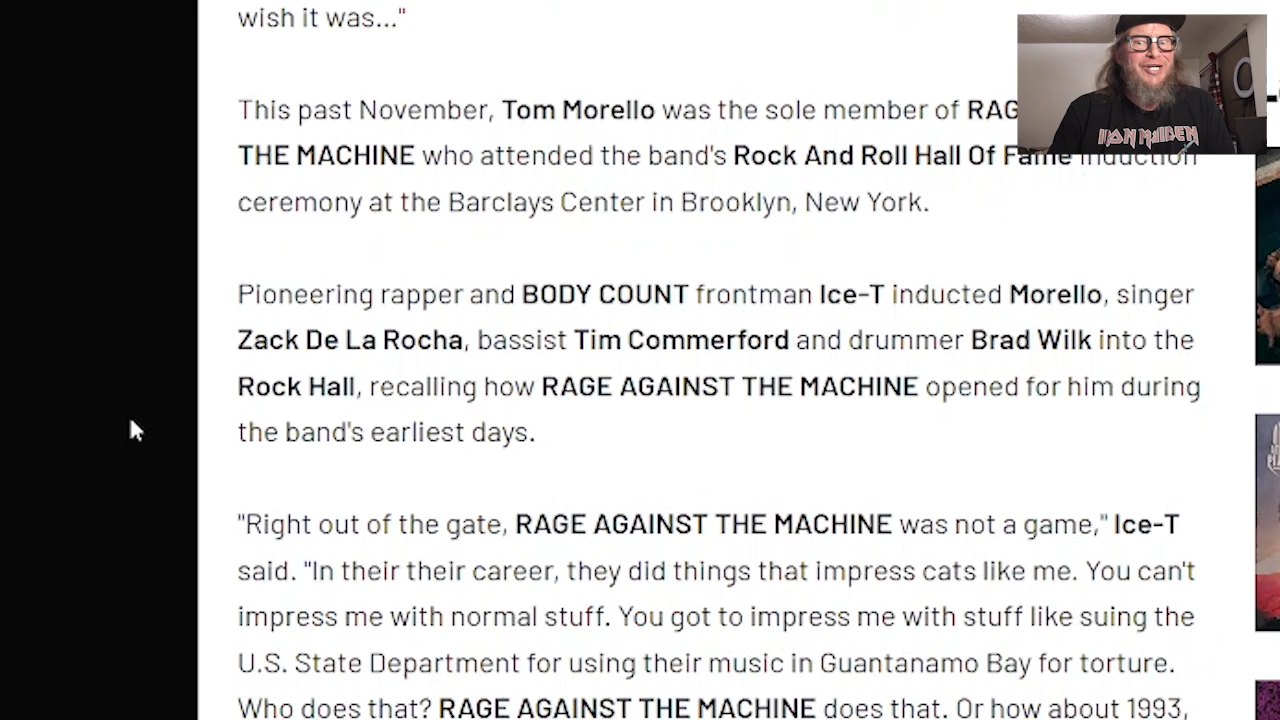 wish it was..."
This past November, Tom Morello was the sole member of RAG
THE MACHINE who attended the band's Rock And Roll Hall Of Fame induction
ceremony at the Barclays Center in Brooklyn, New York.
Pioneering rapper and BODY COUNT frontman Ice-T inducted Morello, singer
Zack De La Rocha, bassist Tim Commerford and drummer Brad Wilk into the
Rock Hall, recalling how RAGE AGAINST THE MACHINE opened for him during
the band's earliest days.
"Right out of the gate, RAGE AGAINST THE MACHINE was not a game," Ice-T
said. "In their their career, they did things that impress cats like me. You can't
impress me with normal stuff. You got to impress me with stuff like suing the
U.S. State Department for using their music in Guantanamo Bay for torture.
Who does that? RAGE AGAINST THE MACHINE does that. Or how about 1993,
IRON MAIDEN